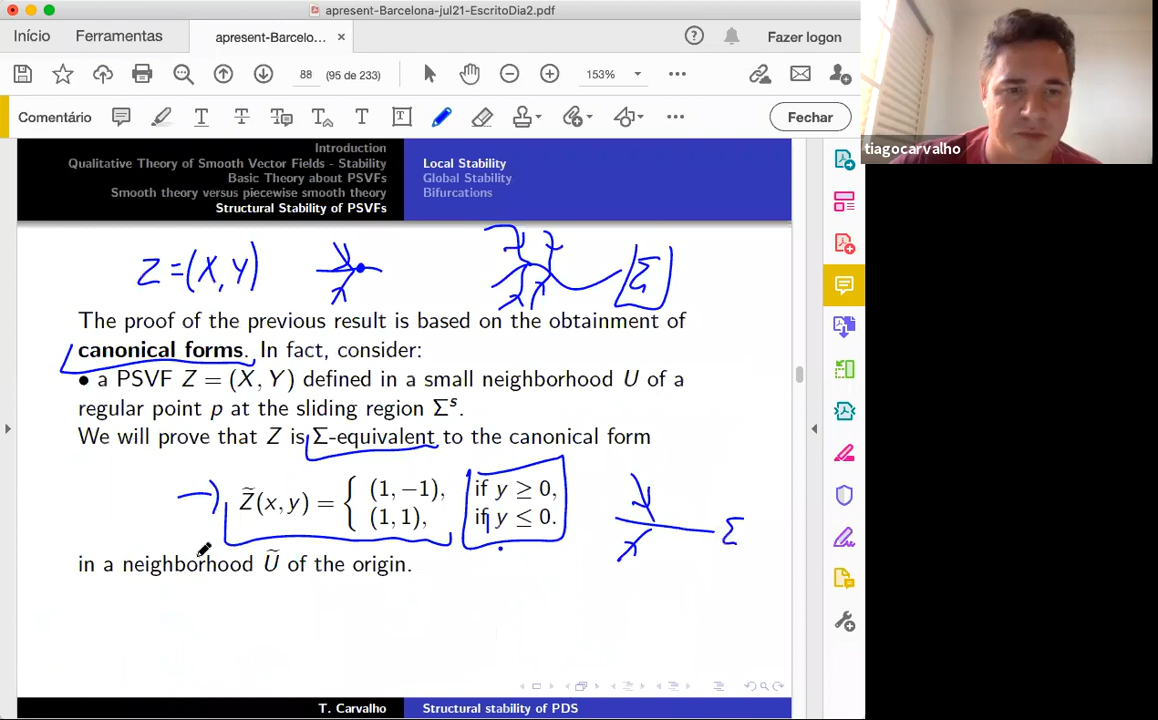 apresent-Barcelona-jul21-EscritoDia2.pdf
Início
Ferramentas
apresent-Barcelo...
Fazer logon
88
(95 de 233)
153%
Comentário
Fechar
tiagocarvalho
Introduction
Qualitative Theory of Smooth Vector Fields - Stability
Basic Theory about PSVFs
Smooth theory versus piecewise smooth theory
Structural Stability of PSVFs
Local Stability
Global Stability
Bifurcations
Z = (X, Y)
Σ
The proof of the previous result is based on the obtainment of
canonical forms. In fact, consider:
• a PSVF Z = (X, Y) defined in a small neighborhood U of a
regular point p at the sliding region Σˢ.
We will prove that Z is Σ-equivalent to the canonical form
Z̃(x, y) = { (1, −1), if y ≥ 0,
(1, 1), if y ≤ 0.
Σ
in a neighborhood Ũ of the origin.
T. Carvalho
Structural stability of PDS